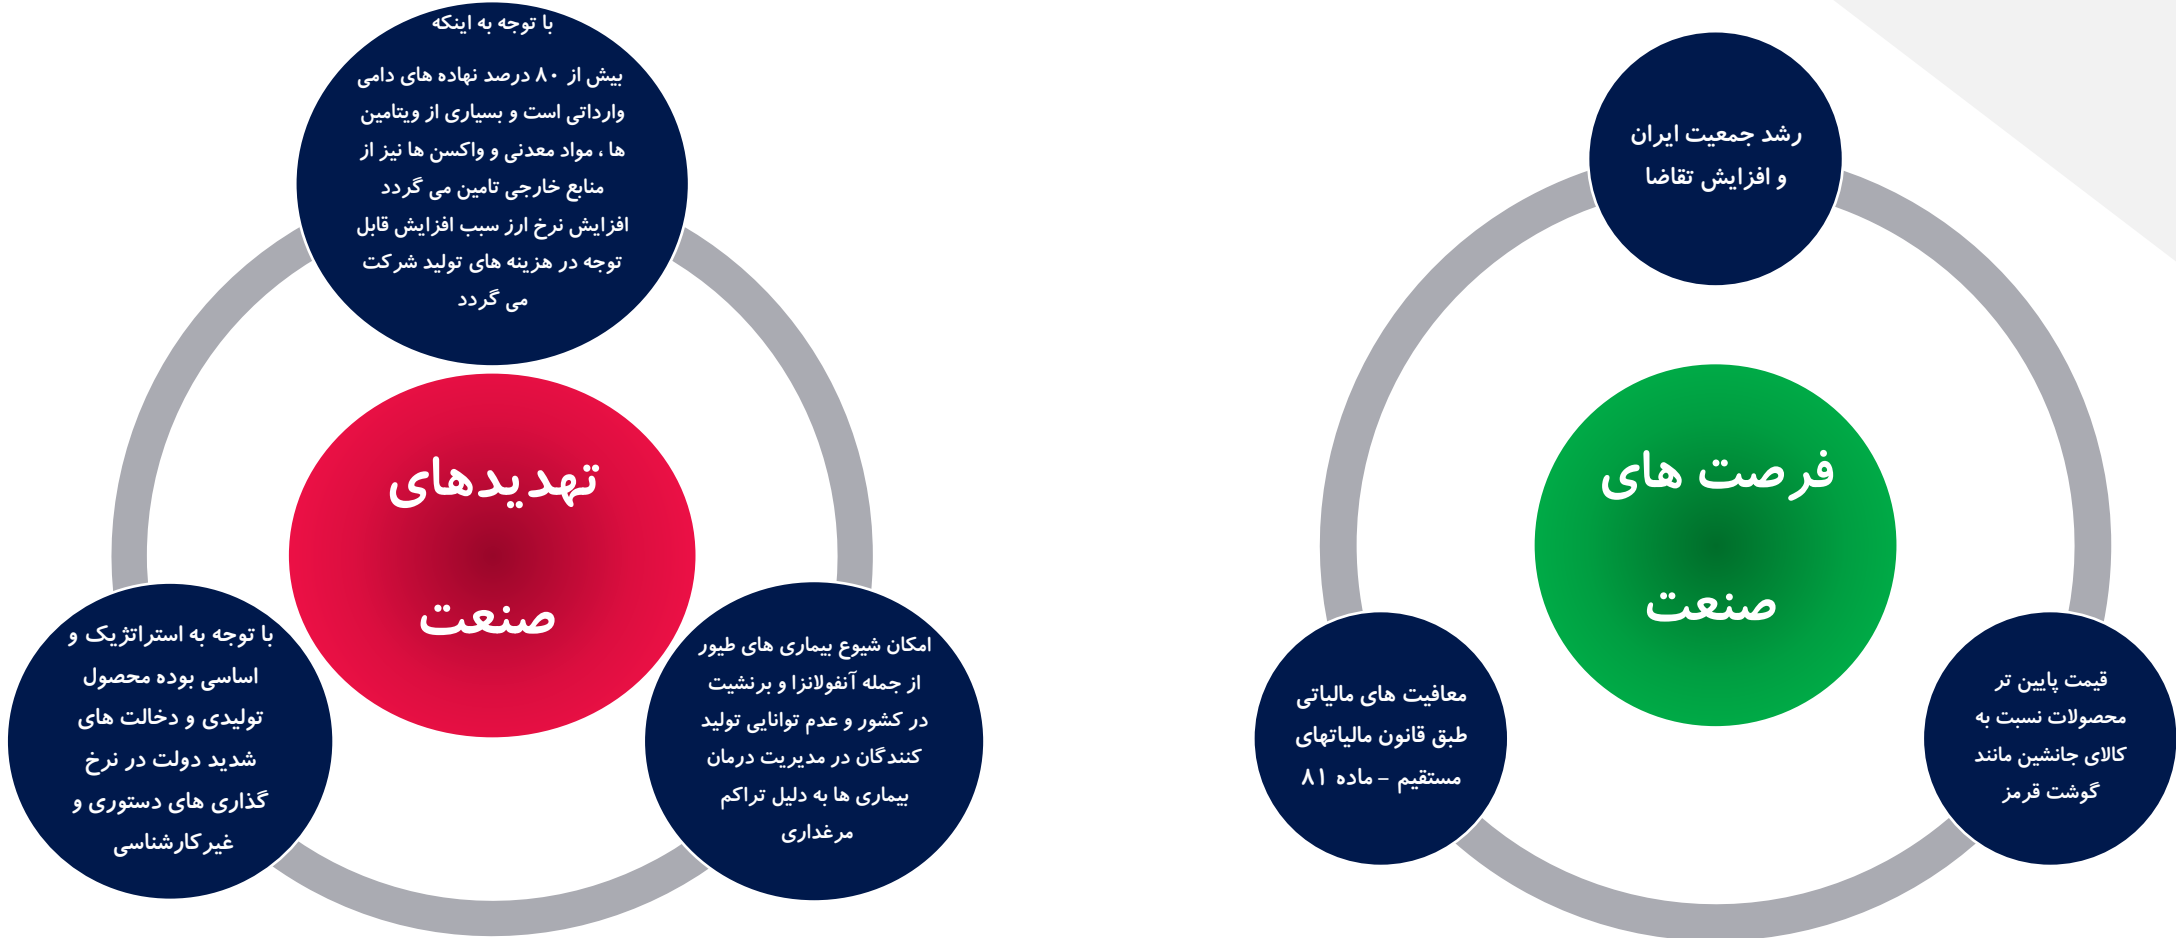 فرصت های
صنعت
رشد جمعیت ایران
و افزایش تقاضا
قیمت پایین تر
محصولات نسبت به
کالای جانشین مانند
گوشت قرمز
معافیت های مالیاتی
طبق قانون مالیاتهای
مستقیم – ماده ۸۱
تهدیدهای
صنعت
با توجه به اینکه
بیش از ۸۰ درصد نهاده های دامی
وارداتی است و بسیاری از ویتامین
ها ، مواد معدنی و واکسن ها نیز از
منابع خارجی تامین می گردد
افزایش نرخ ارز سبب افزایش قابل
توجه در هزینه های تولید شرکت
می گردد
امکان شیوع بیماری های طیور
از جمله آنفولانزا و برنشیت
در کشور و عدم توانایی تولید
کنندگان در مدیریت درمان
بیماری ها به دلیل تراکم
مرغداری
با توجه به استراتژیک و
اساسی بوده محصول
تولیدی و دخالت های
شدید دولت در نرخ
گذاری های دستوری و
غیرکارشناسی